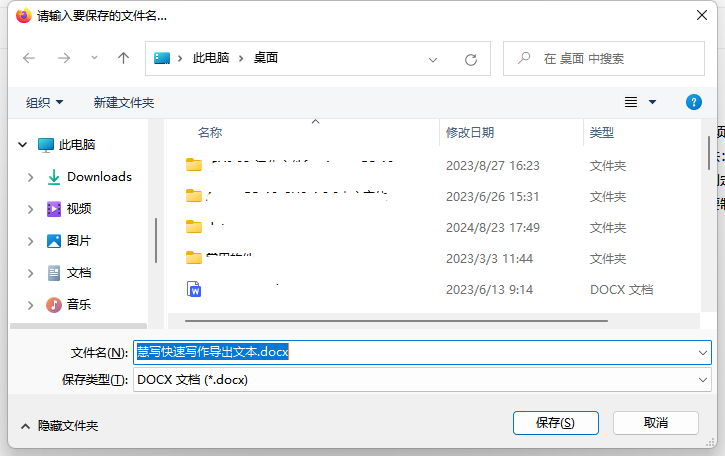 请输入要保存的文件名...
此电脑 桌面 在 桌面 中搜索
组织 新建文件夹
此电脑
Downloads
视频
图片
文档
音乐
名称 修改日期 类型
2023/8/27 16:23 文件夹
2023/6/26 15:31 文件夹
2024/8/23 17:49 文件夹
2023/3/3 11:44 文件夹
2023/6/13 9:14 DOCX 文档
文件名(N): 慧写快速写作导出文本.docx
保存类型(T): DOCX 文档 (*.docx)
隐藏文件夹 保存(S) 取消